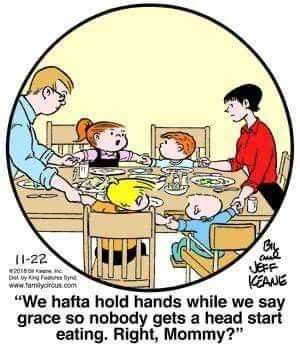 11-22
©2018 Bil Keane, Inc.
Dist. by King Features Synd.
www.familycircus.com
BIL
and
JEFF
KEANE
"We hafta hold hands while we say
grace so nobody gets a head start
eating. Right, Mommy?"